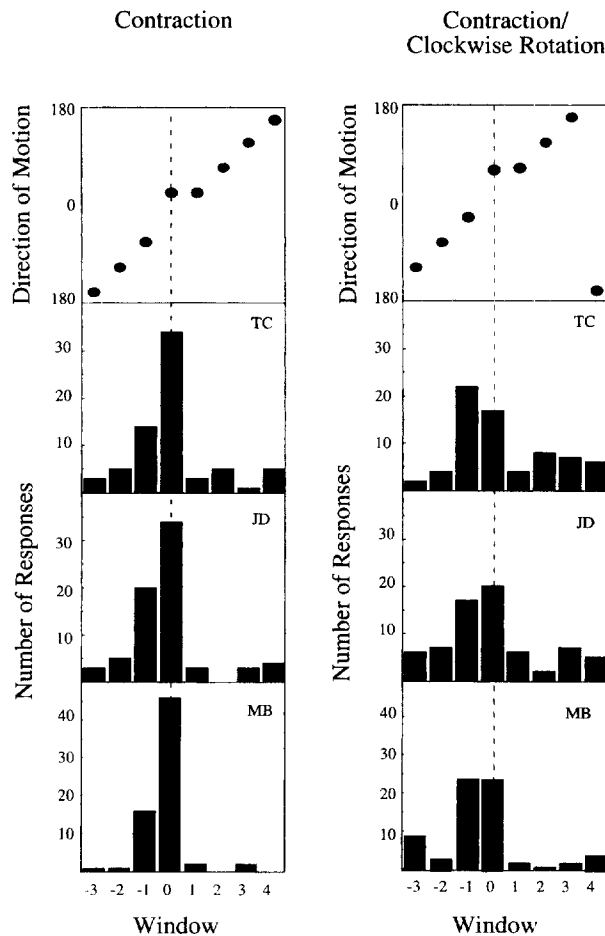 Contraction
Direction of Motion
180
0
180
TC
30
20
10
Number of Responses
JD
30
20
10
MB
40
30
20
10
-3 -2 -1 0 1 2 3 4
Window
Contraction/
Clockwise Rotation
Direction of Motion
180
0
180
TC
30
20
10
Number of Responses
JD
30
20
10
MB
40
30
20
10
-3 -2 -1 0 1 2 3 4
Window